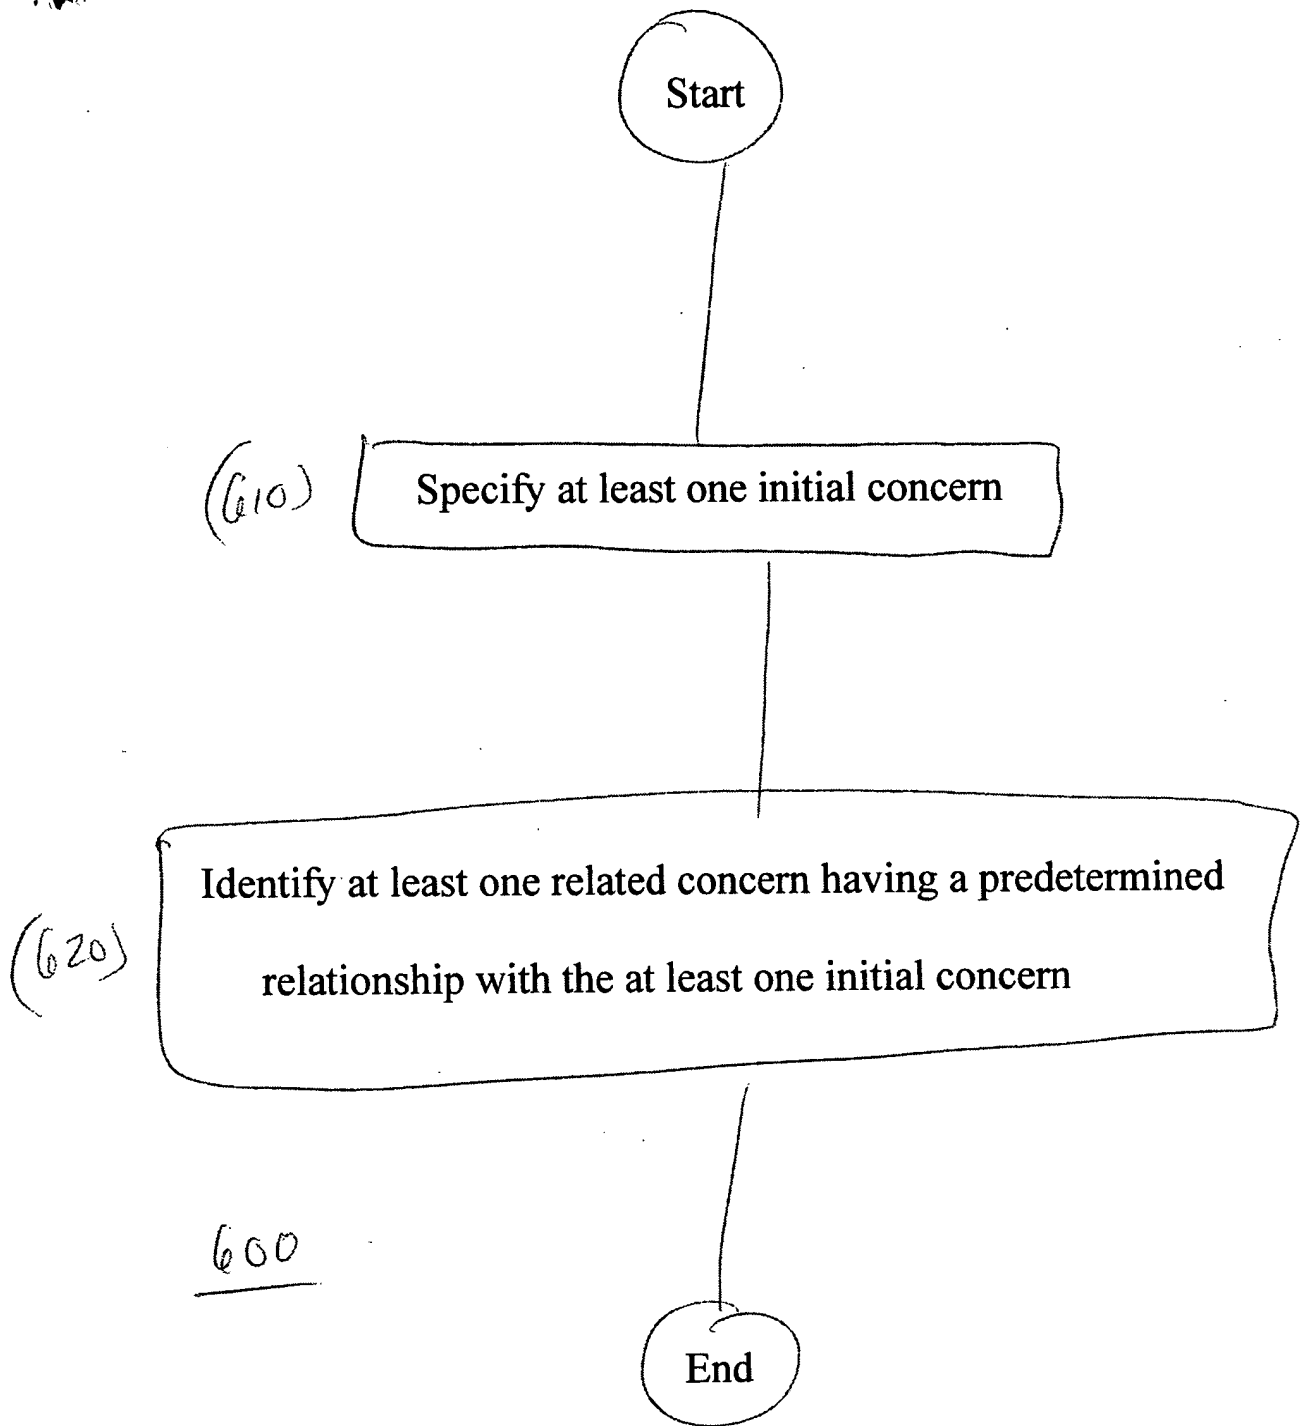 Start
(610)
Specify at least one initial concern
Identify at least one related concern having a predetermined
(620)
relationship with the at least one initial concern
600
End